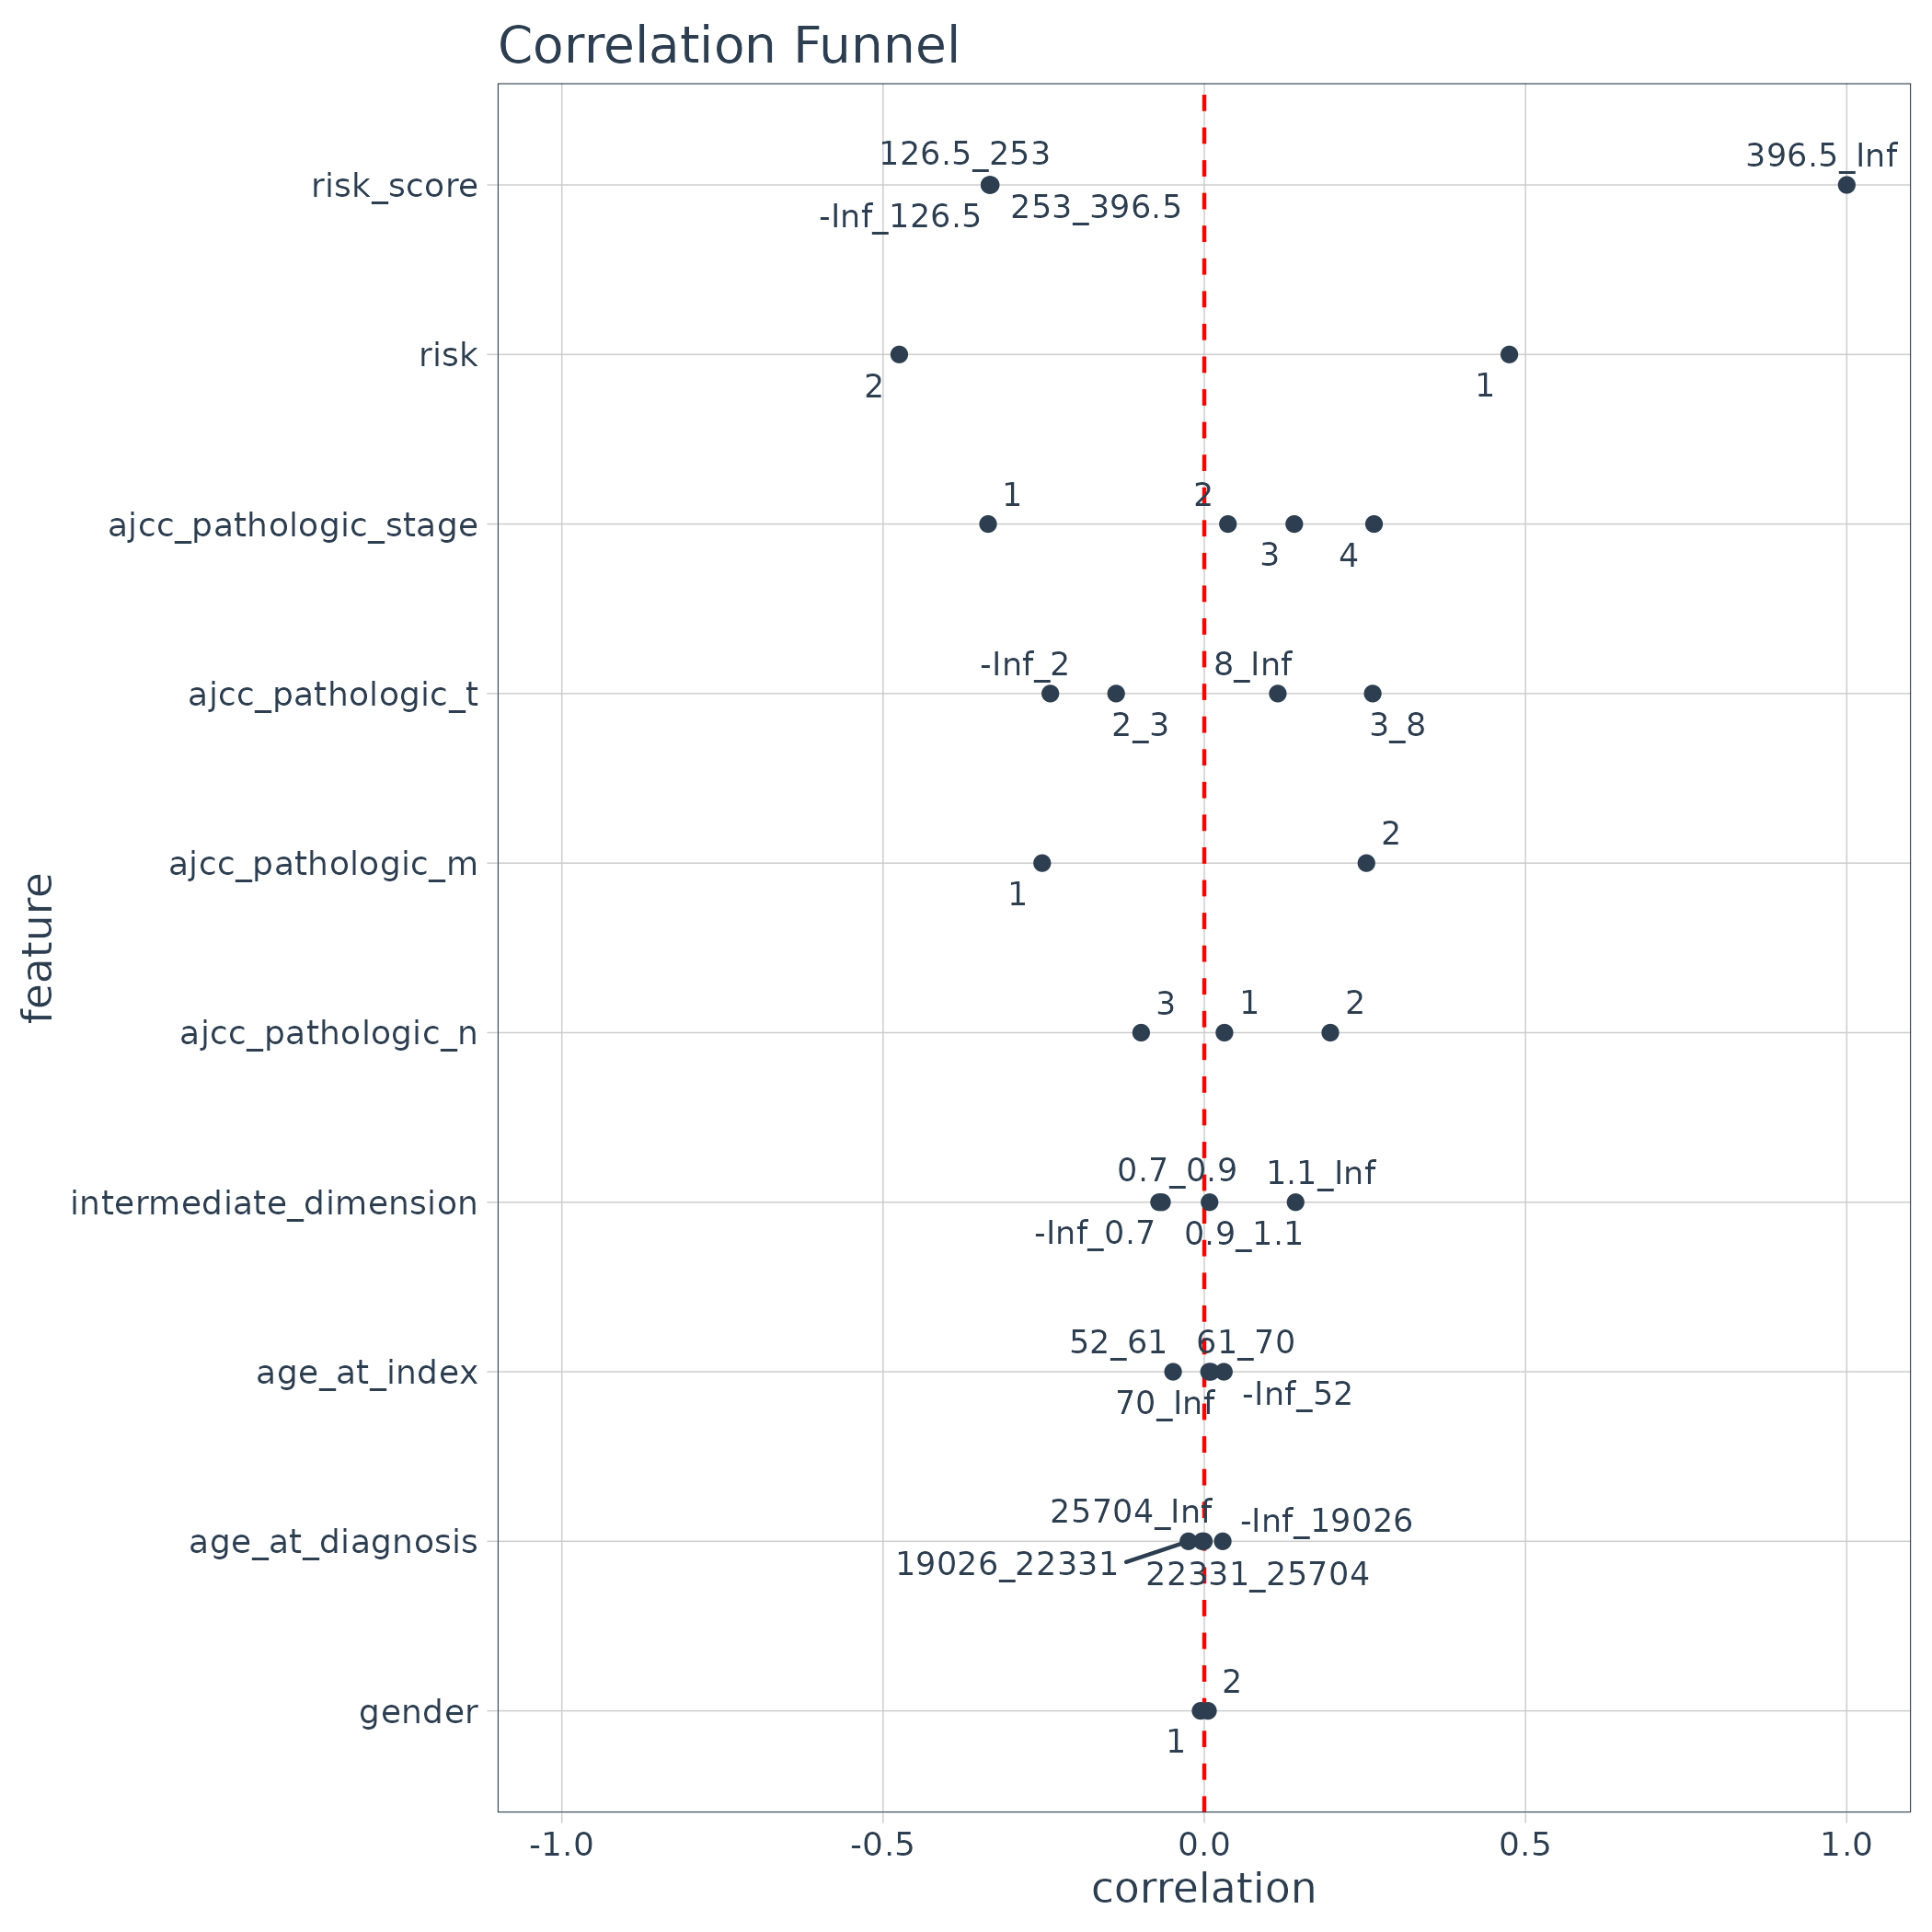 Correlation Funnel
126.5_253
396.5_Inf
risk_score
-Inf_126.5
253_396.5
risk
2
1
1
2
ajcc_pathologic_stage
3
4
-Inf_2
8_Inf
ajcc_pathologic_t
2_3
3_8
2
ajcc_pathologic_m
1
3
1
2
ajcc_pathologic_n
0.7_0.9
1.1_Inf
intermediate_dimension
-Inf_0.7
0.9_1.1
52_61
61_70
age_at_index
70_Inf
-Inf_52
25704_Inf
-Inf_19026
age_at_diagnosis
19026_22331
22331_25704
2
gender
1
feature
-1.0
-0.5
0.0
0.5
1.0
correlation